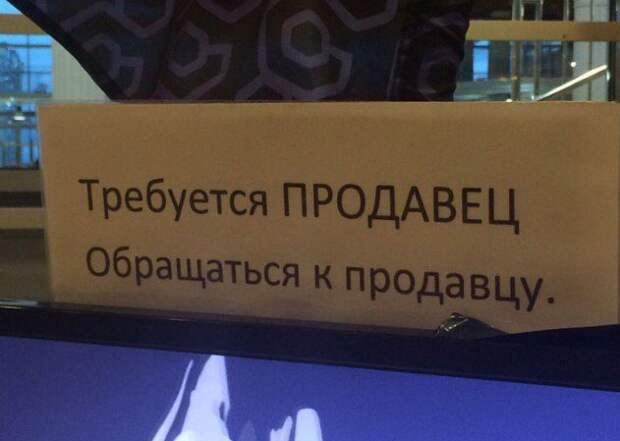 Требуется ПРОДАВЕЦ
Обращаться к продавцу.